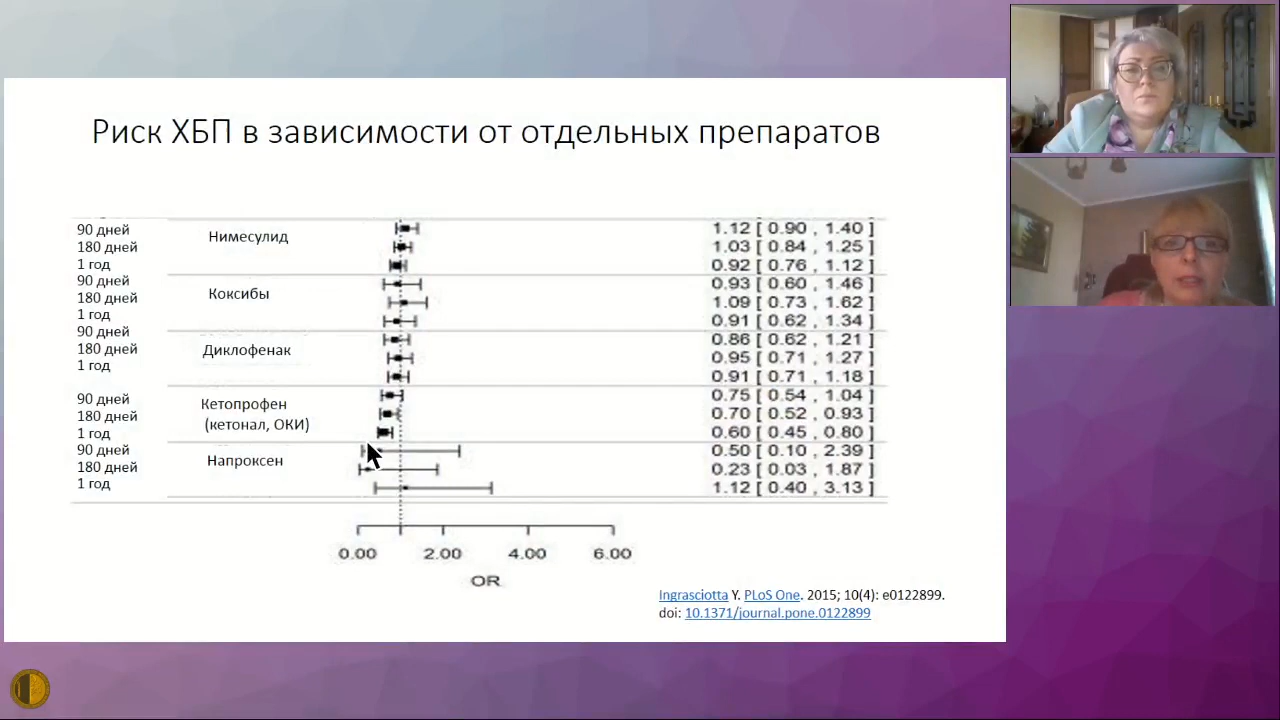 Риск ХБП в зависимости от отдельных препаратов
90 дней Нимесулид 1.12 [ 0.90 , 1.40 ]
180 дней 1.03 [ 0.84 , 1.25 ]
1 год 0.92 [ 0.76 , 1.12 ]
90 дней Коксибы 0.93 [ 0.60 , 1.46 ]
180 дней 1.09 [ 0.73 , 1.62 ]
1 год 0.91 [ 0.62 , 1.34 ]
90 дней Диклофенак 0.86 [ 0.62 , 1.21 ]
180 дней 0.95 [ 0.71 , 1.27 ]
1 год 0.91 [ 0.71 , 1.18 ]
90 дней Кетопрофен 0.75 [ 0.54 , 1.04 ]
180 дней (кетонал, ОКИ) 0.70 [ 0.52 , 0.93 ]
1 год 0.60 [ 0.45 , 0.80 ]
90 дней Напроксен 0.50 [ 0.10 , 2.39 ]
180 дней 0.23 [ 0.03 , 1.87 ]
1 год 1.12 [ 0.40 , 3.13 ]
0.00 2.00 4.00 6.00
OR
Ingrasciotta Y. PLoS One. 2015; 10(4): e0122899.
doi: 10.1371/journal.pone.0122899